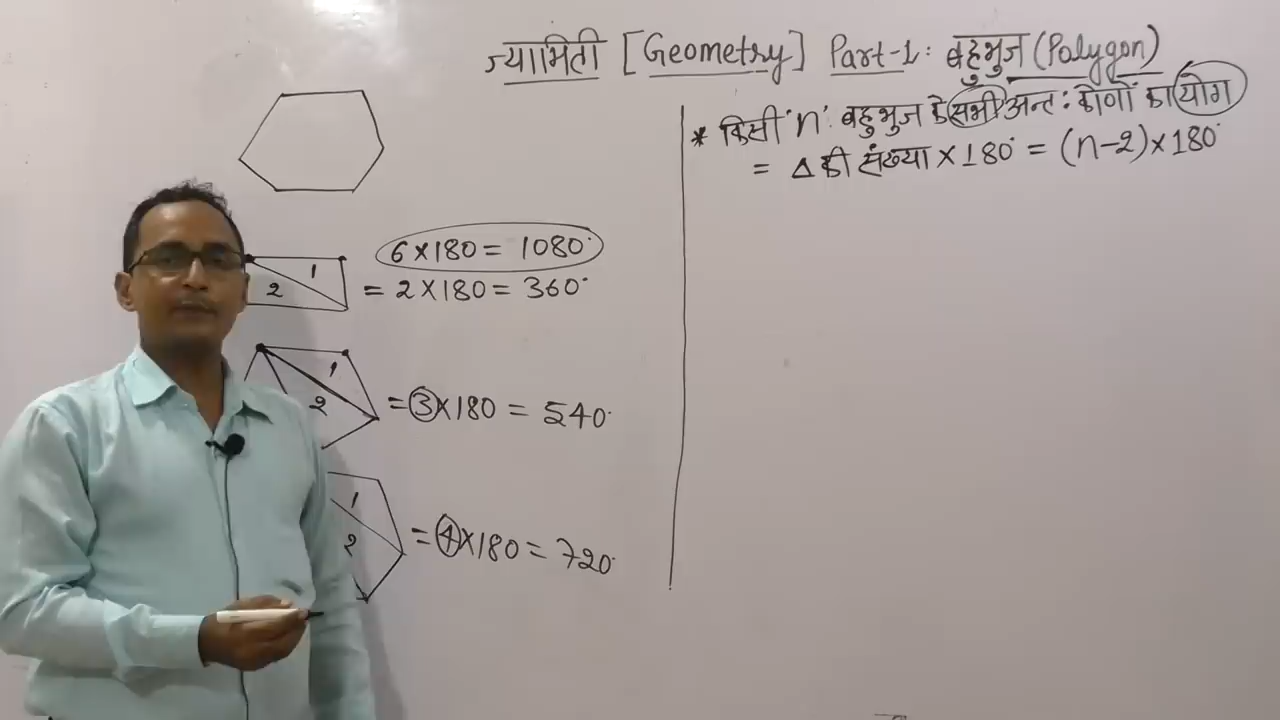 ज्यामिती [Geometry] Part-1: बहुभुज (Polygon)
* किसी 'n' बहुभुज के सभी अन्त: कोणों का योग
= Δ की संख्या × 180° = (n-2) × 180°
6 × 180 = 1080°
1
2
= 2 × 180 = 360°
1
2
= 3 × 180 = 540°
1
2
= 4 × 180 = 720°